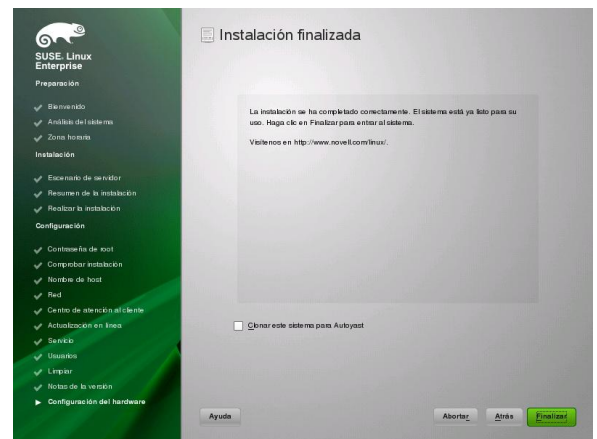 SUSE. Linux
Enterprise
Preparación
Bienvenido
Análisis del sistema
Zona horaria
Instalación
Escenario de servidor
Resumen de la instalación
Realizar la instalación
Configuración
Contraseña de root
Comprobar instalación
Nombre de host
Red
Centro de atención al cliente
Actualización en línea
Servicio
Usuarios
Limpiar
Notas de la versión
Configuración del hardware
Instalación finalizada
La instalación se ha completado correctamente. El sistema está ya listo para su
uso. Haga clic en Finalizar para entrar al sistema.
Visítenos en http://www.novell.com/linux/.
Clonar este sistema para Autoyast
Ayuda
Abortar
Atrás
Finalizar